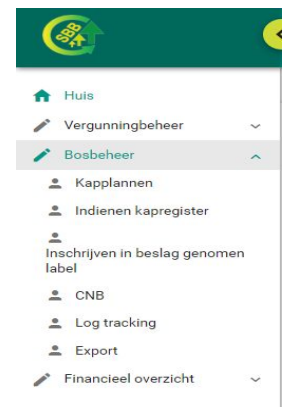 SBB
Huis
Vergunningbeheer
Bosbeheer
Kapplannen
Indienen kapregister
Inschrijven in beslag genomen
label
CNB
Log tracking
Export
Financieel overzicht